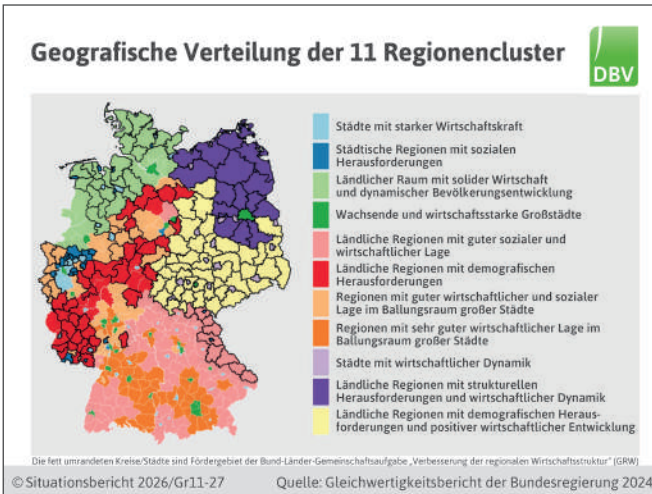 Geografische Verteilung der 11 Regionencluster
DBV
Städte mit starker Wirtschaftskraft
Städtische Regionen mit sozialen
Herausforderungen
Ländlicher Raum mit solider Wirtschaft
und dynamischer Bevölkerungsentwicklung
Wachsende und wirtschaftsstarke Großstädte
Ländliche Regionen mit guter sozialer und
wirtschaftlicher Lage
Ländliche Regionen mit demografischen
Herausforderungen
Regionen mit guter wirtschaftlicher und sozialer
Lage im Ballungsraum großer Städte
Regionen mit sehr guter wirtschaftlicher Lage im
Ballungsraum großer Städte
Städte mit wirtschaftlicher Dynamik
Ländliche Regionen mit strukturellen
Herausforderungen und wirtschaftlicher Dynamik
Ländliche Regionen mit demografischen Heraus-
forderungen und positiver wirtschaftlicher Entwicklung
Die fett umrandeten Kreise/Städte sind Fördergebiet der Bund-Länder-Gemeinschaftsaufgabe „Verbesserung der regionalen Wirtschaftsstruktur" (GRW)
© Situationsbericht 2026/Gr11-27 Quelle: Gleichwertigkeitsbericht der Bundesregierung 2024